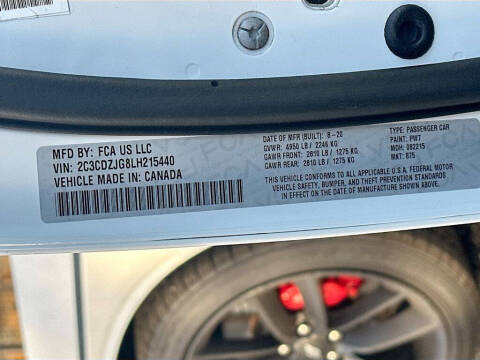 MFD BY: FCA US LLC
VIN: 2C3CDZJG8LH215440
VEHICLE MADE IN: CANADA
DATE OF MFR (BUILT): 8-20
GVWR: 4950 LB / 2246 KG
GAWR FRONT: 2810 LB / 1275 KG
GAWR REAR: 2810 LB / 1275 KG
TYPE: PASSENGER CAR
PAINT: PW7
MDH: 082215
MKT: 875
VEHICLE CONFORMS TO ALL APPLICABLE U.S.A. FEDERAL MOTOR
VEHICLE SAFETY, BUMPER, AND THEFT PREVENTION STANDARDS
IN EFFECT ON THE DATE OF MANUFACTURE SHOWN ABOVE.